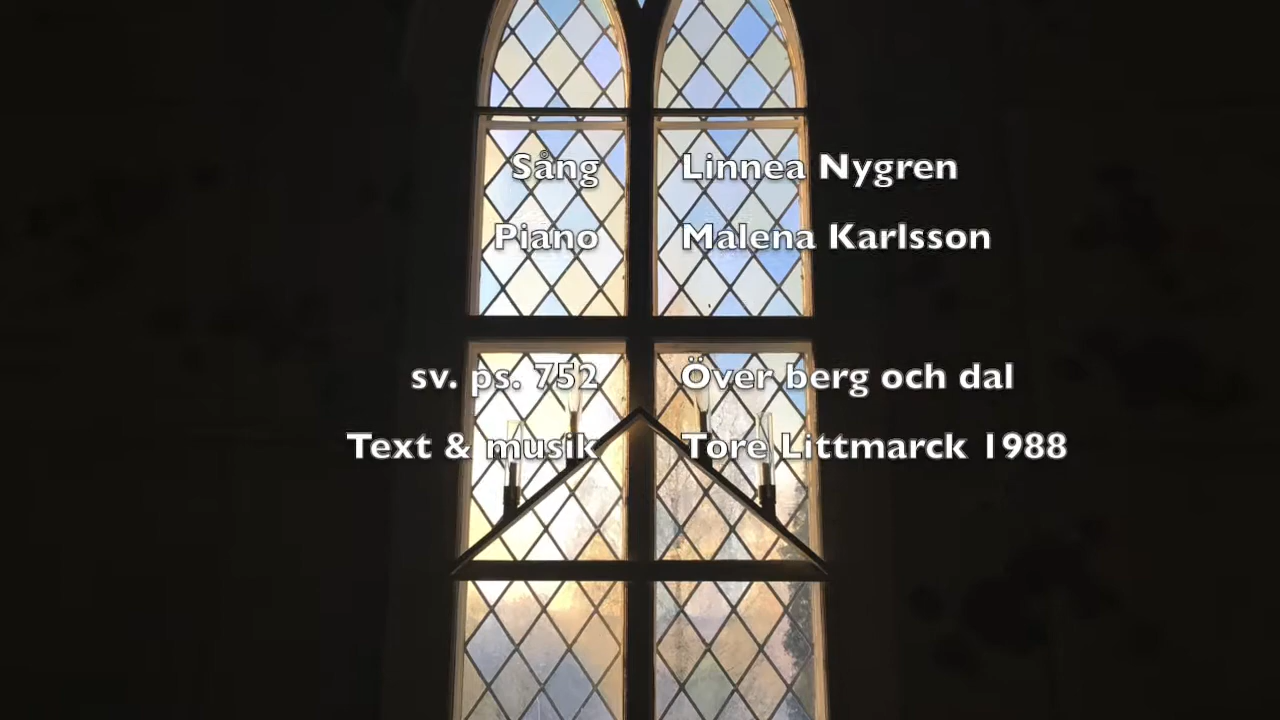 Sång Linnea Nygren
Piano Malena Karlsson
sv. ps. 752 Över berg och dal
Text & musik Tore Littmarck 1988